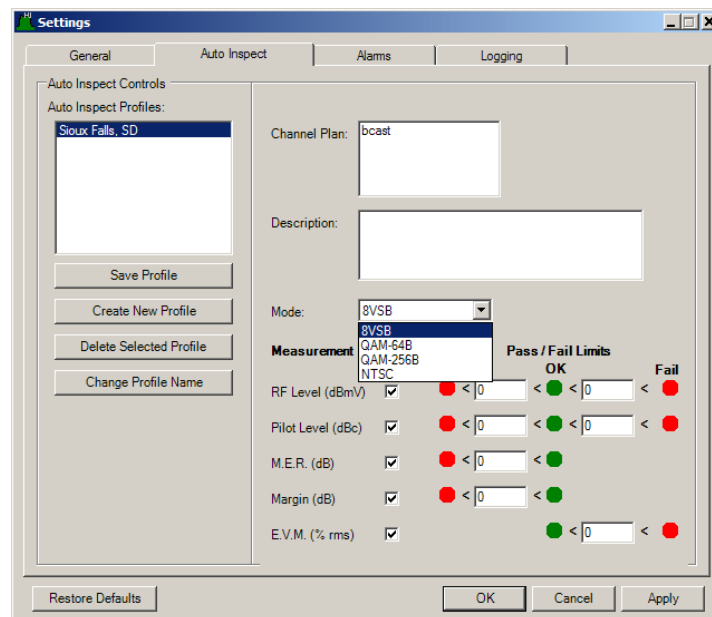 HI
Settings
General Auto Inspect Alarms Logging
Auto Inspect Controls
Auto Inspect Profiles:
Sioux Falls, SD
Save Profile
Create New Profile
Delete Selected Profile
Change Profile Name
Channel Plan: bcast
Description:
Mode: 8VSB
8VSB
QAM-64B
QAM-256B
NTSC
Measurement Pass / Fail Limits
OK Fail
RF Level (dBmV) < 0 < < 0 <
Pilot Level (dBc) < 0 < < 0 <
M.E.R. (dB) < 0 <
Margin (dB) < 0 <
E.V.M. (% rms) < 0 <
Restore Defaults OK Cancel Apply